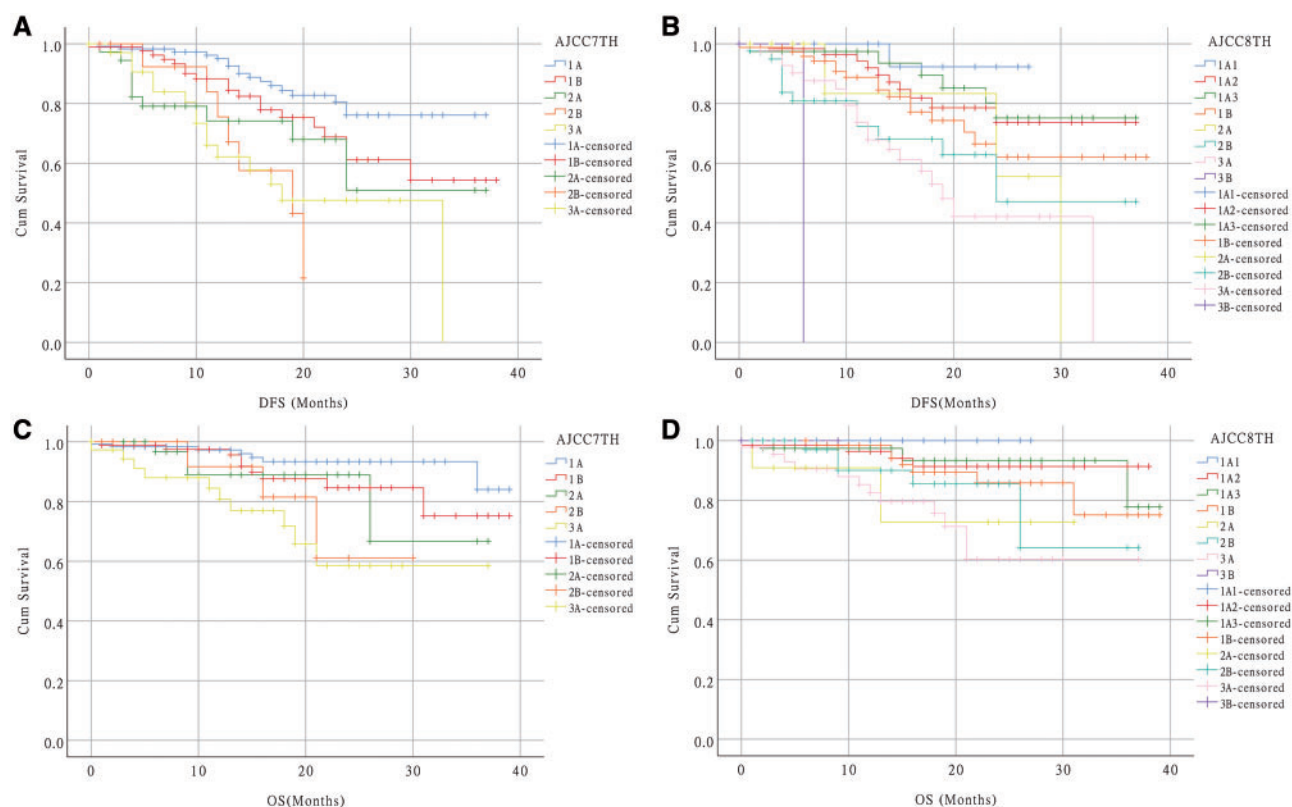 A
AJCC7TH
1A
1B
2A
2B
3A
1A-censored
1B-censored
2A-censored
2B-censored
3A-censored
Cum Survival
1.0
0.8
0.6
0.4
0.2
0.0
0 10 20 30 40
DFS (Months)
B
AJCC8TH
1A1
1A2
1A3
1B
2A
2B
3A
3B
1A1-censored
1A2-censored
1A3-censored
1B-censored
2A-censored
2B-censored
3A-censored
3B-censored
Cum Survival
1.0
0.8
0.6
0.4
0.2
0.0
0 10 20 30 40
DFS(Months)
C
AJCC7TH
1A
1B
2A
2B
3A
1A-censored
1B-censored
2A-censored
2B-censored
3A-censored
Cum Survival
1.0
0.8
0.6
0.4
0.2
0.0
0 10 20 30 40
OS(Months)
D
AJCC8TH
1A1
1A2
1A3
1B
2A
2B
3A
3B
1A1-censored
1A2-censored
1A3-censored
1B-censored
2A-censored
2B-censored
3A-censored
3B-censored
Cum Survival
1.0
0.8
0.6
0.4
0.2
0.0
0 10 20 30 40
OS(Months)